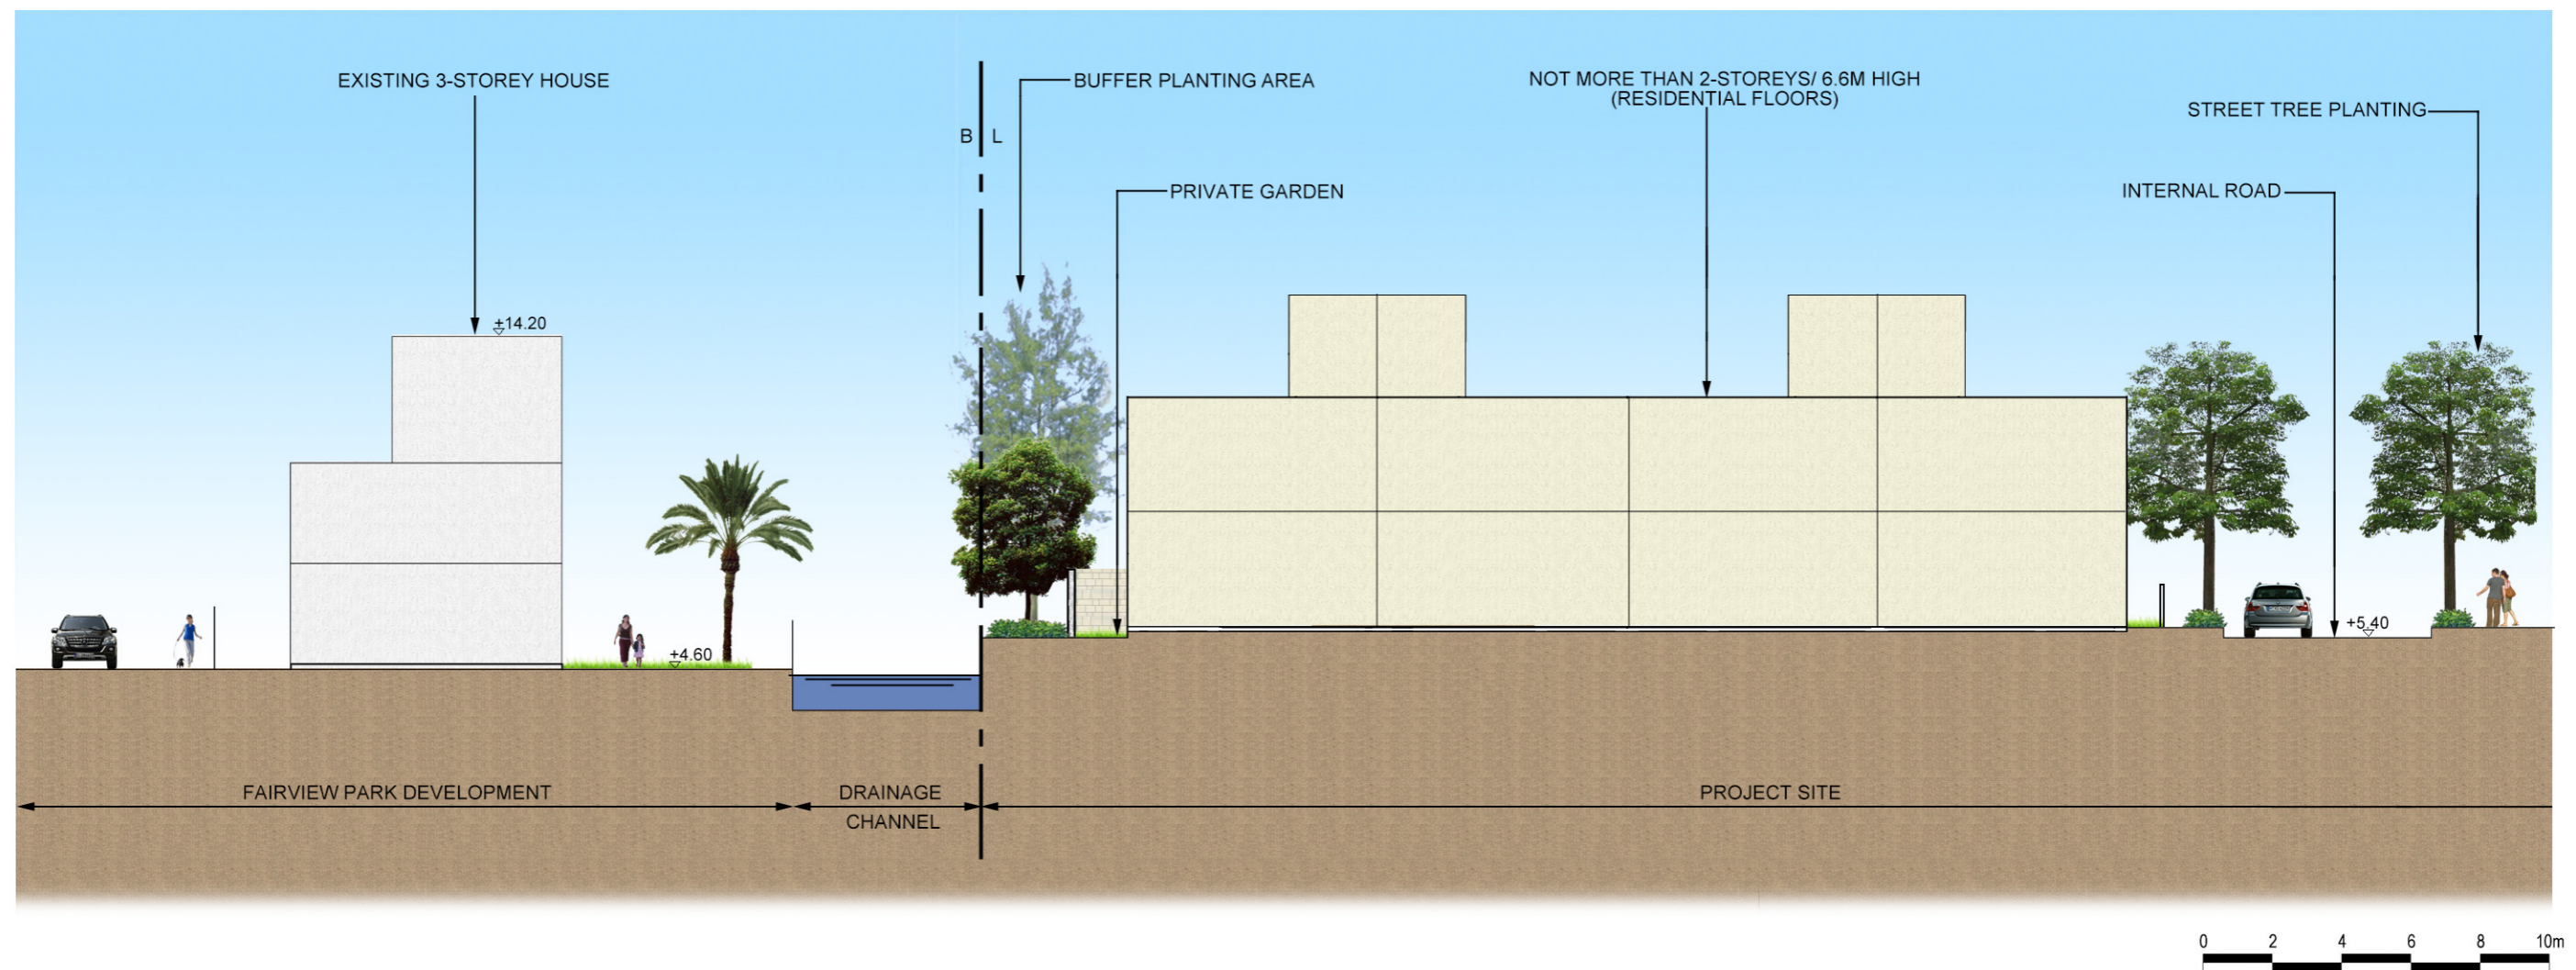 EXISTING 3-STOREY HOUSE
BUFFER PLANTING AREA
NOT MORE THAN 2-STOREYS/ 6.6M HIGH
(RESIDENTIAL FLOORS)
STREET TREE PLANTING
B L
PRIVATE GARDEN
INTERNAL ROAD
+14.20
+5.40
+4.60
FAIRVIEW PARK DEVELOPMENT
DRAINAGE
CHANNEL
PROJECT SITE
0 2 4 6 8 10m